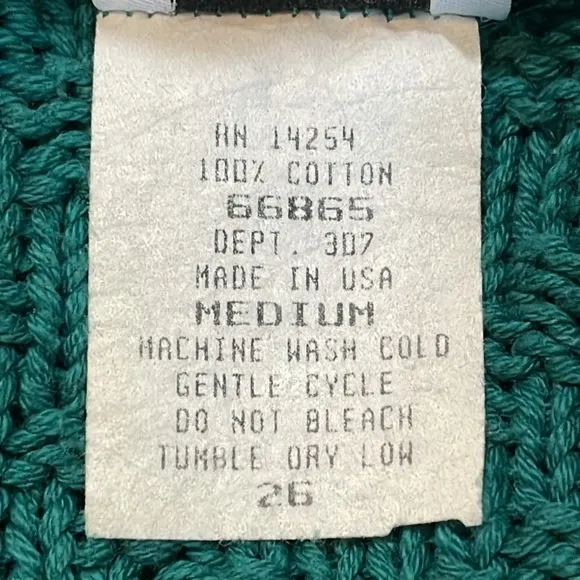 RN 14254
100% COTTON
66865
DEPT. 307
MADE IN USA
MEDIUM
MACHINE WASH COLD
GENTLE CYCLE
DO NOT BLEACH
TUMBLE DRY LOW
26